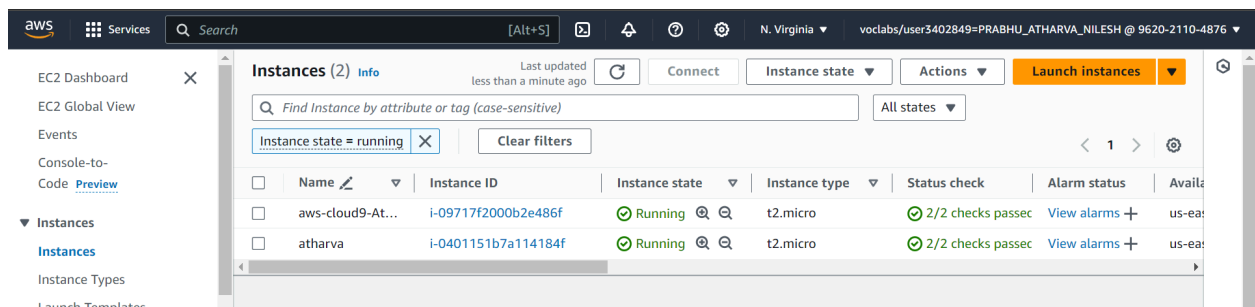 aws Services Search [Alt+S] N. Virginia ▼ voclabs/user3402849=PRABHU_ATHARVA_NILESH @ 9620-2110-4876 ▼
EC2 Dashboard
EC2 Global View
Events
Console-to-
Code Preview
▼ Instances
Instances
Instance Types
Instances (2) Info
Last updated
less than a minute ago
Connect
Instance state ▼
Actions ▼
Launch instances ▼
Find Instance by attribute or tag (case-sensitive)
All states ▼
Instance state = running
Clear filters
1
Name Instance ID Instance state Instance type Status check Alarm status Availa
aws-cloud9-At... i-09717f2000b2e486f Running t2.micro 2/2 checks passec View alarms + us-eas
atharva i-0401151b7a114184f Running t2.micro 2/2 checks passec View alarms + us-eas